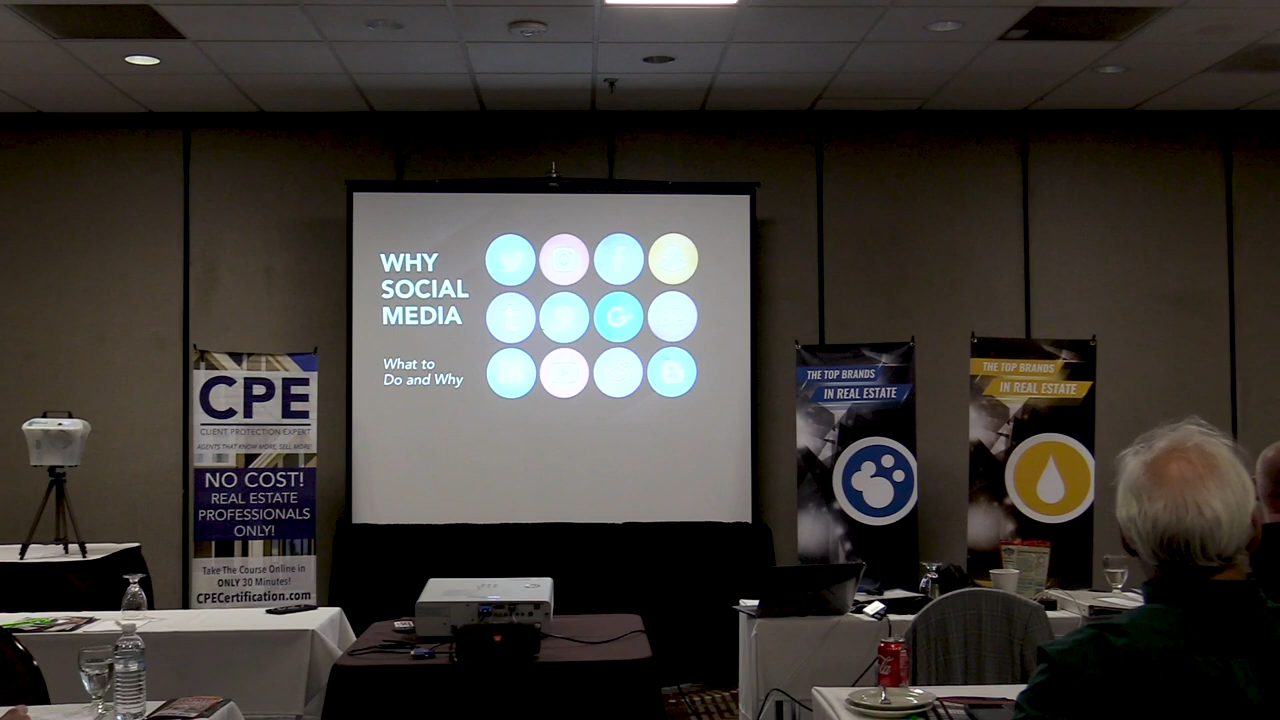 WHY
SOCIAL
MEDIA
What to
Do and Why
G+
CPE
CLIENT PROTECTION EXPERT
AGENTS THAT KNOW MORE, SELL MORE!
NO COST!
REAL ESTATE
PROFESSIONALS
ONLY!
Take The Course Online in
ONLY 30 Minutes!
CPECertification.com
THE TOP BRANDS
IN REAL ESTATE
THE TOP BRANDS
IN REAL ESTATE